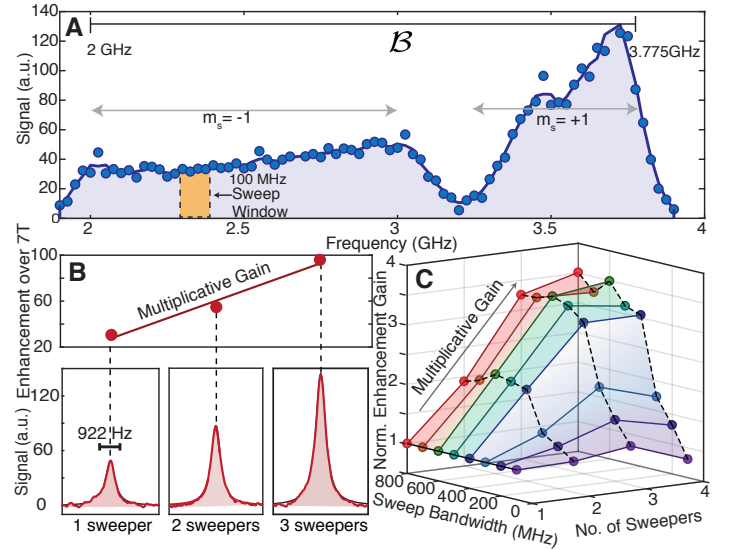 A
140
120
100
80
60
40
20
0
Signal (a.u.)
2 GHz
ℬ
3.775GHz
mₛ= -1
mₛ= +1
100 MHz
Sweep
Window
2
2.5
3
3.5
4
Frequency (GHz)
B
Enhancement over 7T
100
60
20
Multiplicative Gain
Signal (a.u.)
120
60
0
922 Hz
1 sweeper
2 sweepers
3 sweepers
C
Norm. Enhancement Gain
4
3
2
1
Multiplicative Gain
800
600
400
200
0
Sweep Bandwidth (MHz)
1
2
3
4
No. of Sweepers